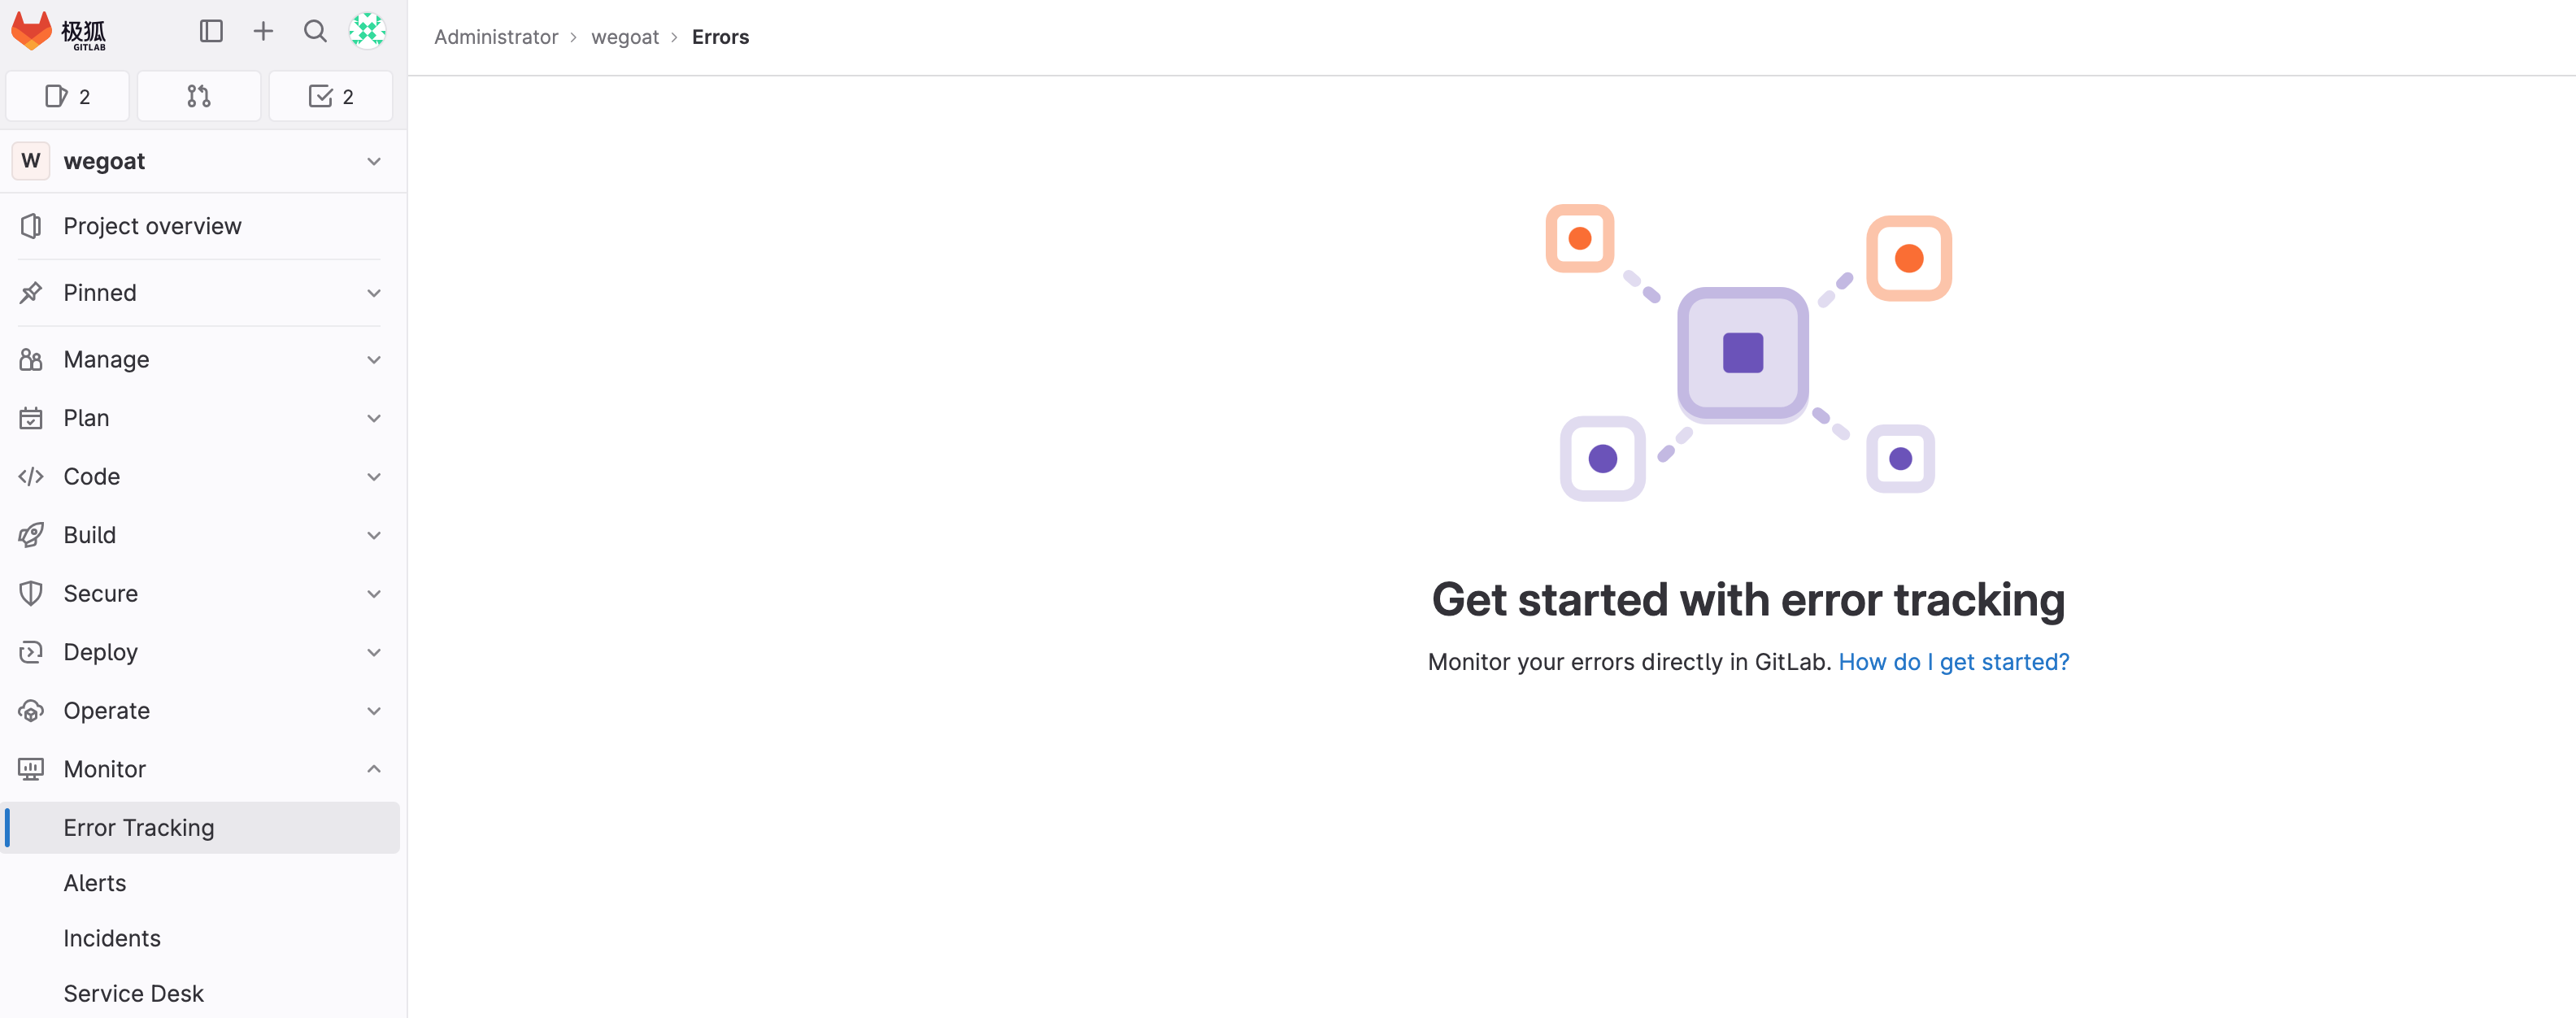 极狐
GITLAB
2
2
W wegoat
Project overview
Pinned
Manage
Plan
Code
Build
Secure
Deploy
Operate
Monitor
Error Tracking
Alerts
Incidents
Service Desk
Administrator › wegoat › Errors
Get started with error tracking
Monitor your errors directly in GitLab. How do I get started?